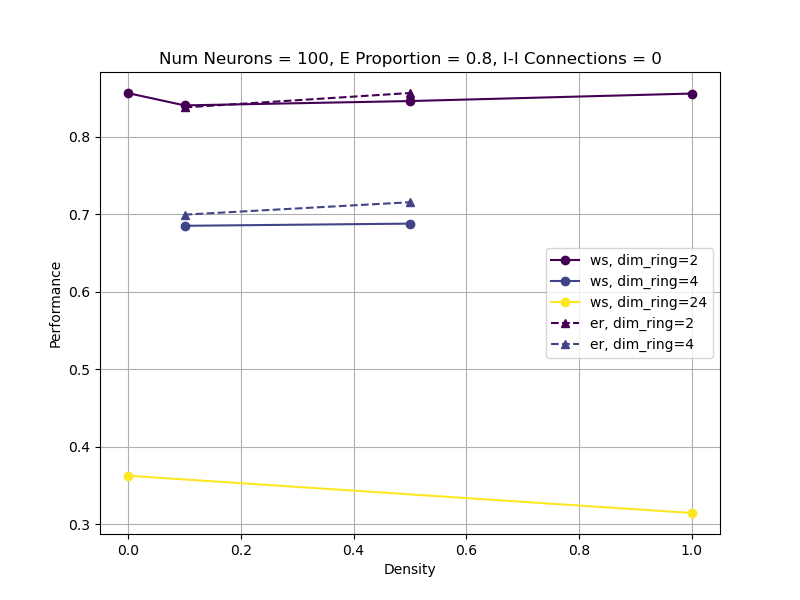 Num Neurons = 100, E Proportion = 0.8, I-I Connections = 0
Performance
0.8
0.7
0.6
0.5
0.4
0.3
ws, dim_ring=2
ws, dim_ring=4
ws, dim_ring=24
er, dim_ring=2
er, dim_ring=4
0.0 0.2 0.4 0.6 0.8 1.0
Density